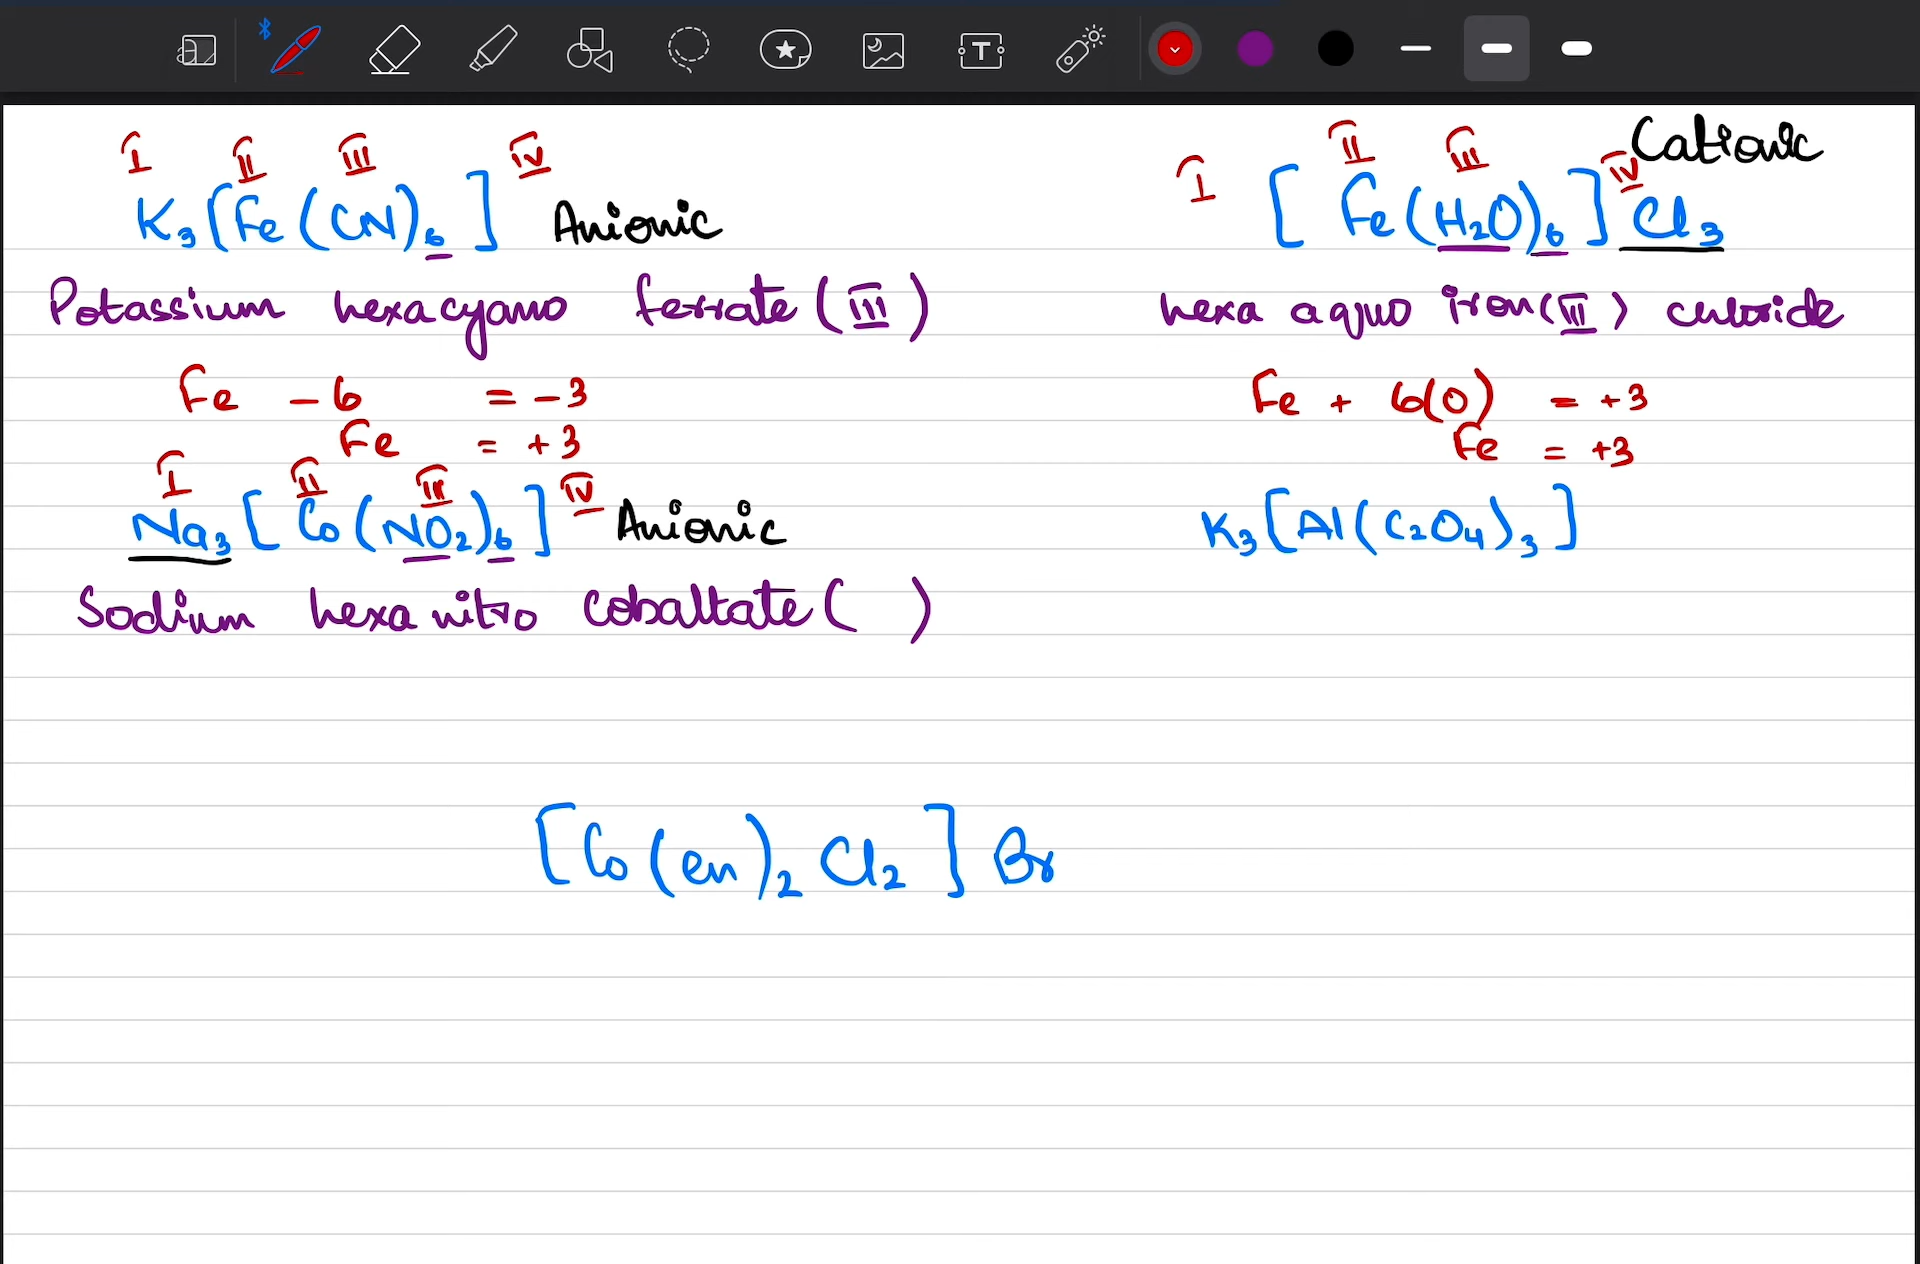 I II III IV
K3[Fe(CN)6] Anionic
Potassium hexacyano ferrate (III)
Fe - 6 = -3
Fe = +3
I II III IV
Na3[Co(NO2)6] Anionic
Sodium hexa nitro cobaltate ( )
Cationic
I II III IV
[Fe(H2O)6]Cl3
hexa aquo iron(III) chloride
Fe + 6(0) = +3
Fe = +3
K3[Al(C2O4)3]
[Co(en)2Cl2]Br